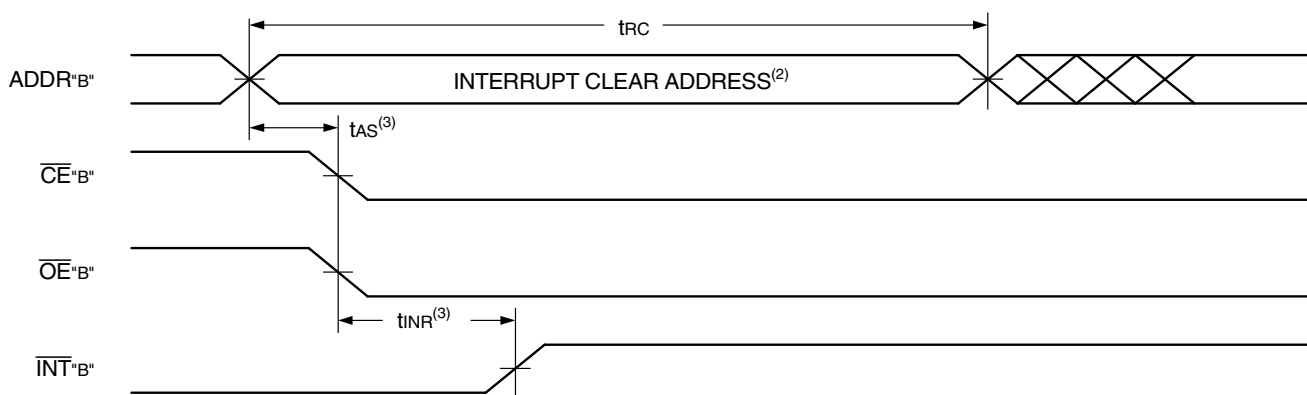 tRC
ADDR"B"
INTERRUPT CLEAR ADDRESS(2)
tAS(3)
CE"B"
OE"B"
tINR(3)
INT"B"